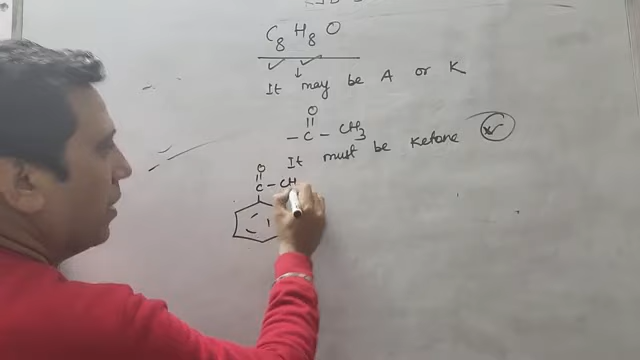 C8 H8 O
It may be A or K
O
- C - CH3
It must be Ketone
O
C - CH